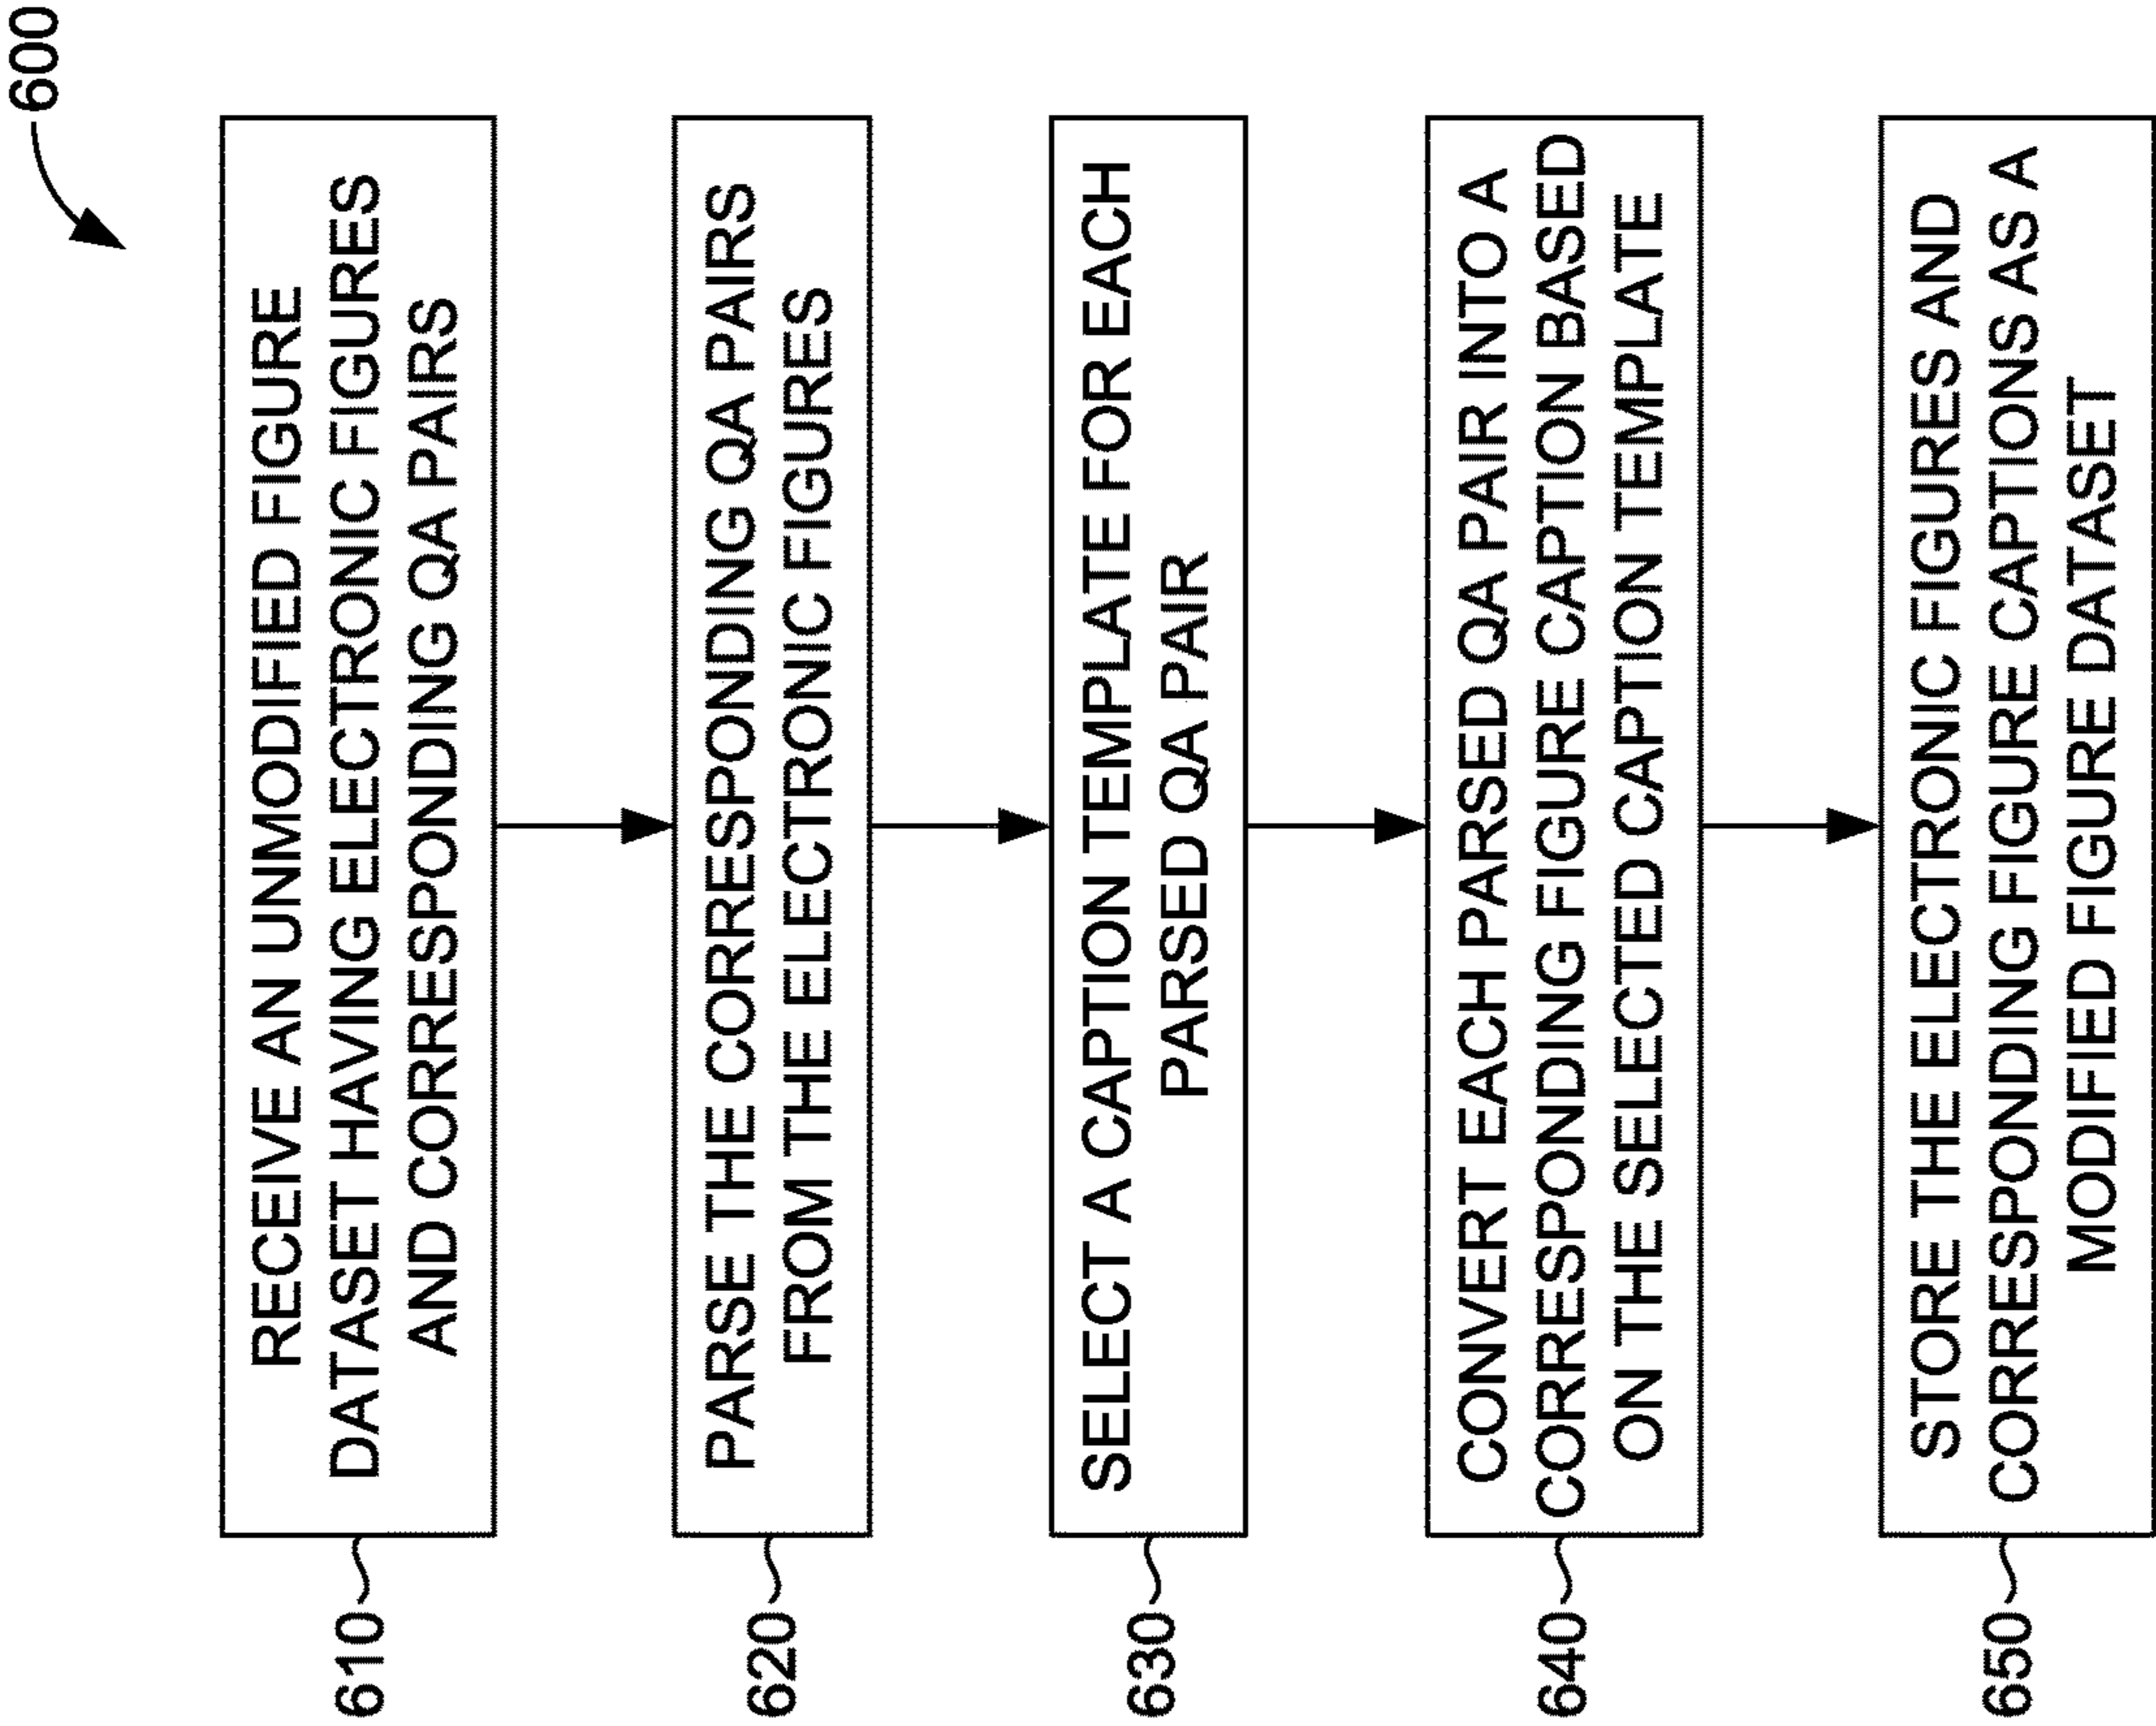 600
610
RECEIVE AN UNMODIFIED FIGURE
DATASET HAVING ELECTRONIC FIGURES
AND CORRESPONDING QA PAIRS
620
PARSE THE CORRESPONDING QA PAIRS
FROM THE ELECTRONIC FIGURES
630
SELECT A CAPTION TEMPLATE FOR EACH
PARSED QA PAIR
640
CONVERT EACH PARSED QA PAIR INTO A
CORRESPONDING FIGURE CAPTION BASED
ON THE SELECTED CAPTION TEMPLATE
650
STORE THE ELECTRONIC FIGURES AND
CORRESPONDING FIGURE CAPTIONS AS A
MODIFIED FIGURE DATASET